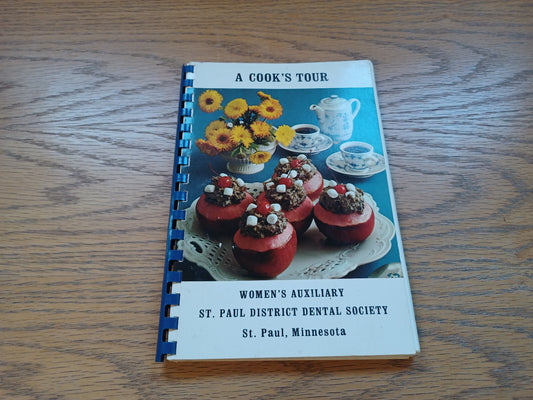 A COOK'S TOUR
WOMEN'S AUXILIARY
ST. PAUL DISTRICT DENTAL SOCIETY
St. Paul, Minnesota